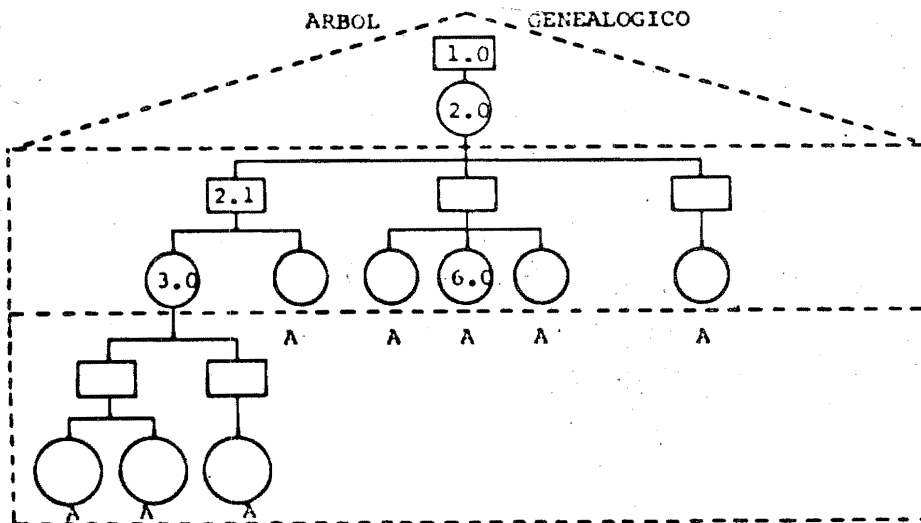 ARBOL GENEALOGICO
1.0
2.0
2.1
3.0 6.0
A A A A A
A A A